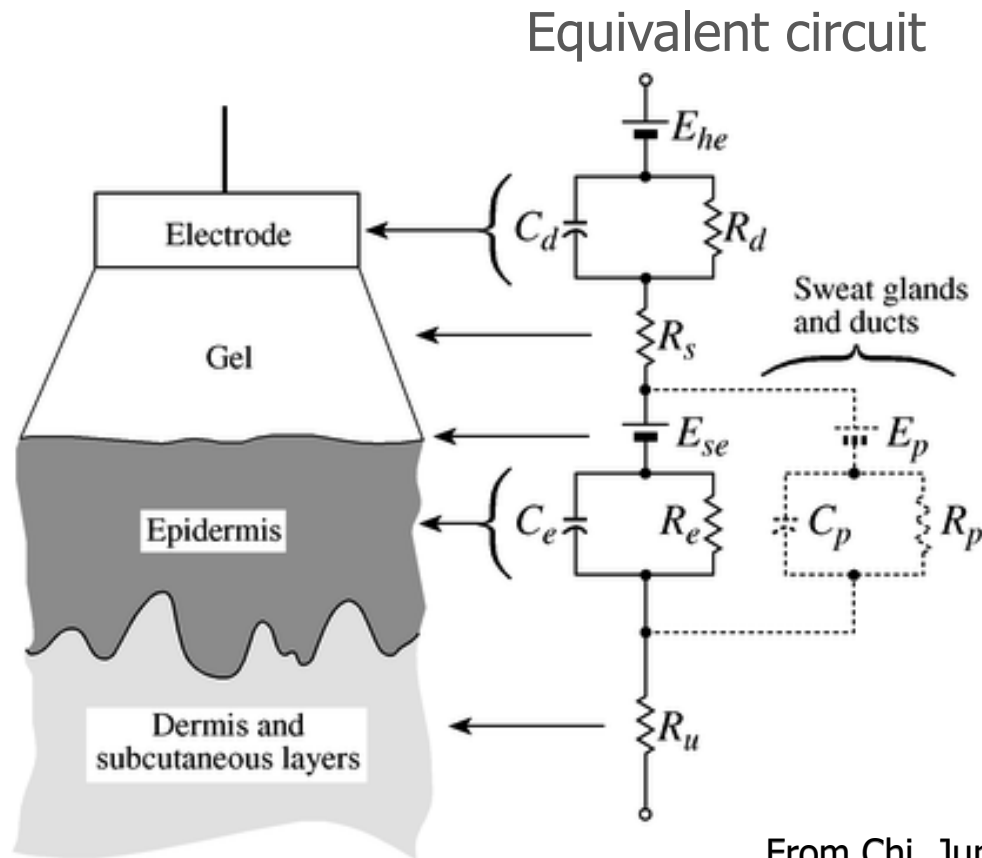 Equivalent circuit
E_he
Electrode
C_d
R_d
Sweat glands
and ducts
Gel
R_s
E_se
E_p
Epidermis
C_e
R_e
C_p
R_p
Dermis and
subcutaneous layers
R_u
From Chi, Jun